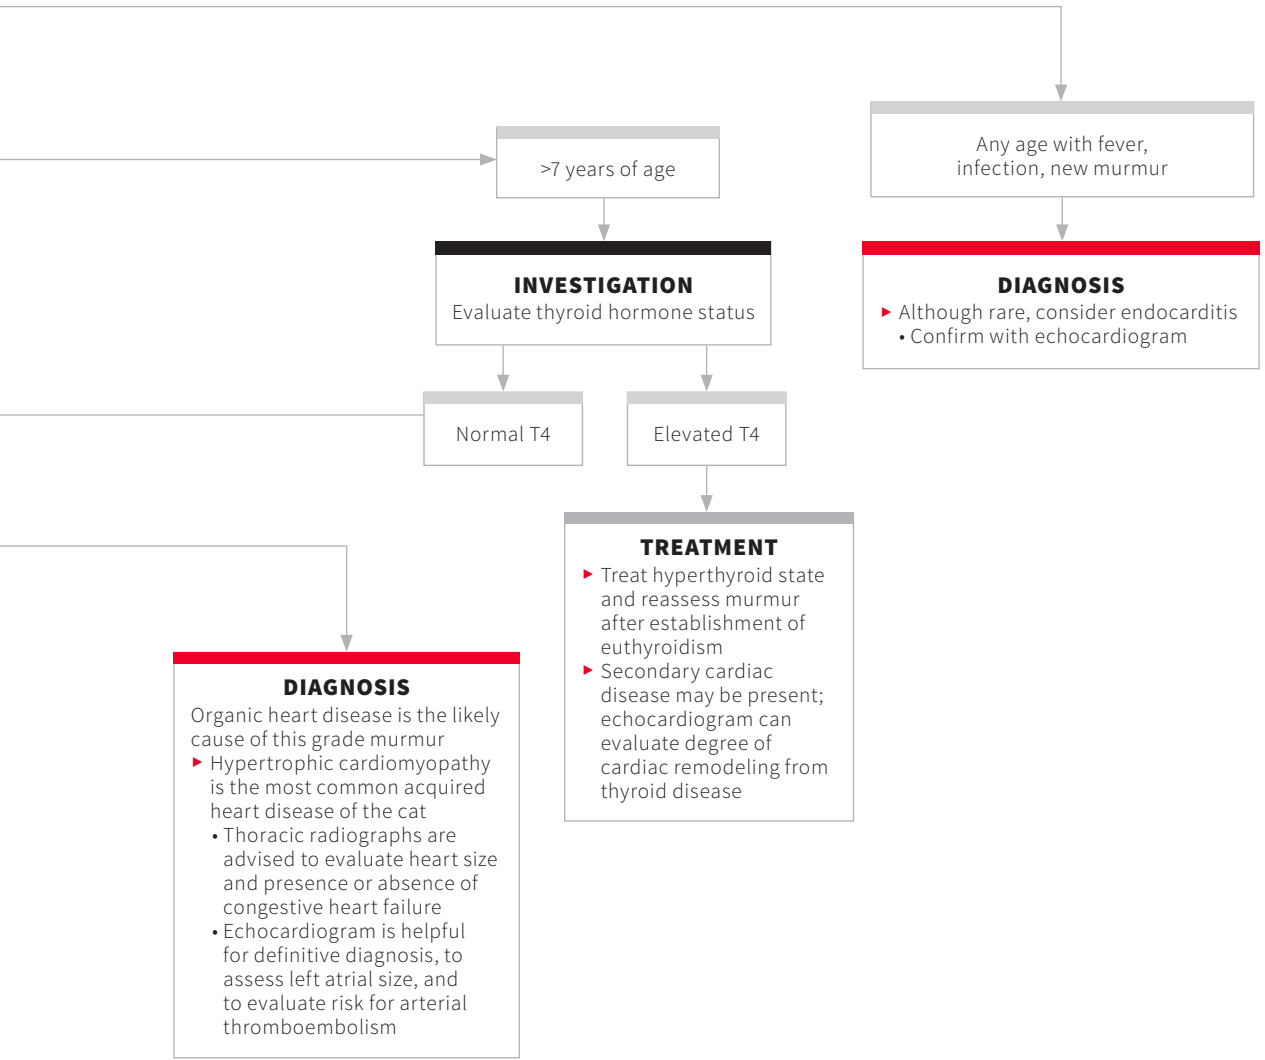 Any age with fever,
infection, new murmur
>7 years of age
INVESTIGATION
Evaluate thyroid hormone status
DIAGNOSIS
▶ Although rare, consider endocarditis
• Confirm with echocardiogram
Normal T4
Elevated T4
TREATMENT
▶ Treat hyperthyroid state
and reassess murmur
after establishment of
euthyroidism
▶ Secondary cardiac
disease may be present;
echocardiogram can
evaluate degree of
cardiac remodeling from
thyroid disease
DIAGNOSIS
Organic heart disease is the likely
cause of this grade murmur
▶ Hypertrophic cardiomyopathy
is the most common acquired
heart disease of the cat
• Thoracic radiographs are
advised to evaluate heart size
and presence or absence of
congestive heart failure
• Echocardiogram is helpful
for definitive diagnosis, to
assess left atrial size, and
to evaluate risk for arterial
thromboembolism